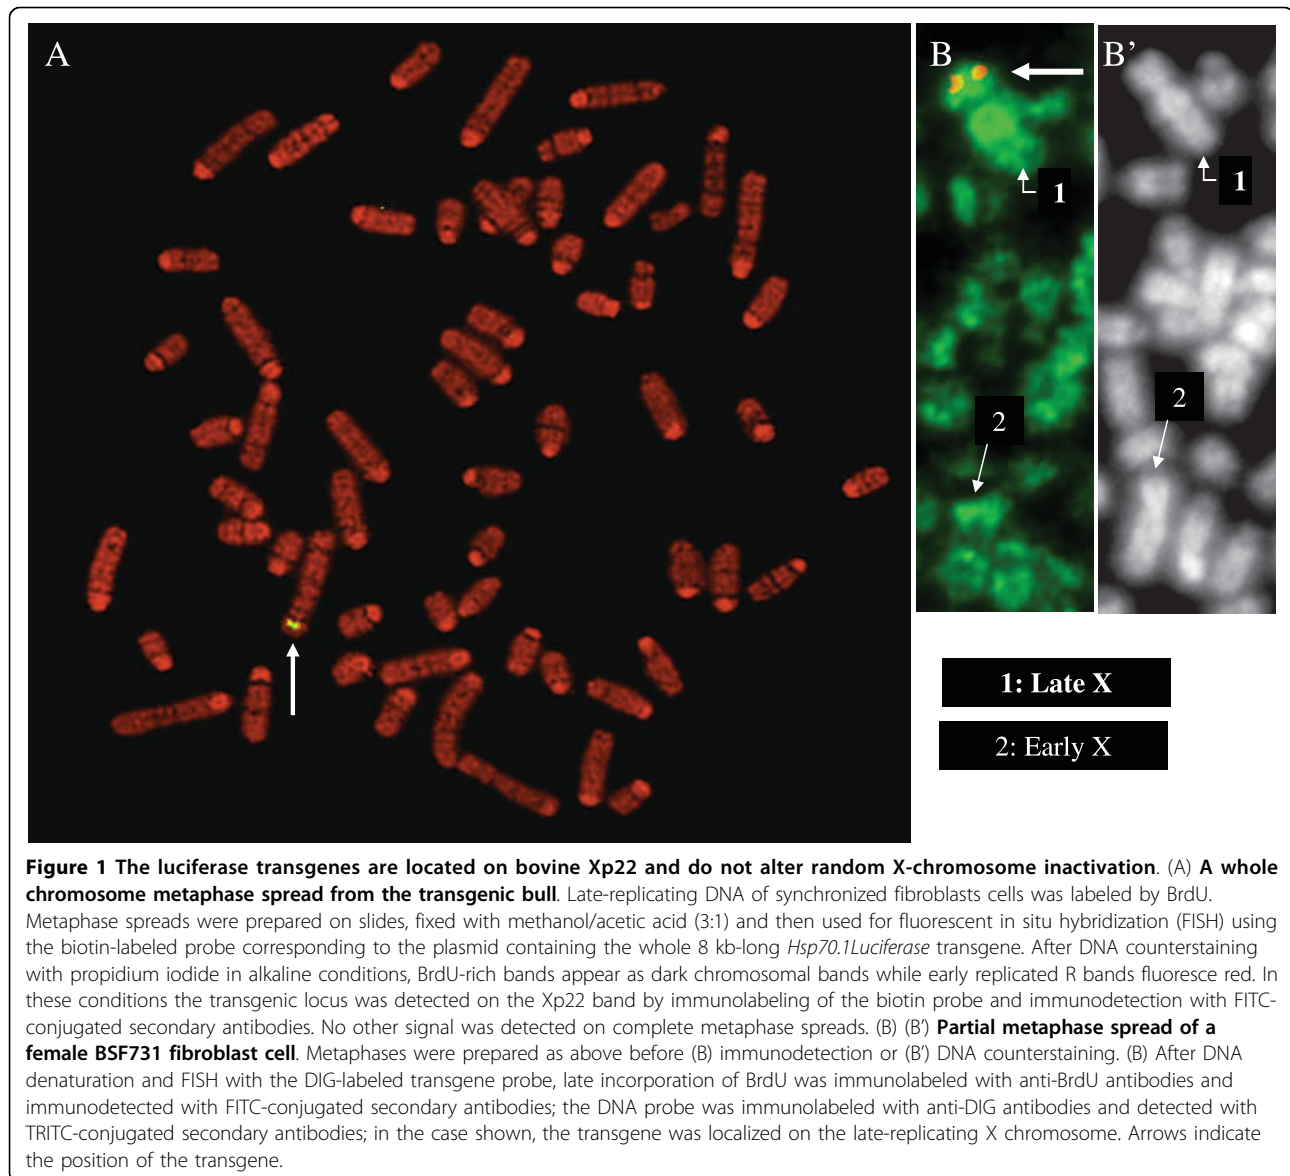 A
B
B’
1
1
2
2
1: Late X
2: Early X
Figure 1 The luciferase transgenes are located on bovine Xp22 and do not alter random X-chromosome inactivation. (A) A whole
chromosome metaphase spread from the transgenic bull. Late-replicating DNA of synchronized fibroblasts cells was labeled by BrdU.
Metaphase spreads were prepared on slides, fixed with methanol/acetic acid (3:1) and then used for fluorescent in situ hybridization (FISH) using
the biotin-labeled probe corresponding to the plasmid containing the whole 8 kb-long Hsp70.1Luciferase transgene. After DNA counterstaining
with propidium iodide in alkaline conditions, BrdU-rich bands appear as dark chromosomal bands while early replicated R bands fluoresce red. In
these conditions the transgenic locus was detected on the Xp22 band by immunolabeling of the biotin probe and immunodetection with FITC-
conjugated secondary antibodies. No other signal was detected on complete metaphase spreads. (B) (B’) Partial metaphase spread of a
female BSF731 fibroblast cell. Metaphases were prepared as above before (B) immunodetection or (B’) DNA counterstaining. (B) After DNA
denaturation and FISH with the DIG-labeled transgene probe, late incorporation of BrdU was immunolabeled with anti-BrdU antibodies and
immunodetected with FITC-conjugated secondary antibodies; the DNA probe was immunolabeled with anti-DIG antibodies and detected with
TRITC-conjugated secondary antibodies; in the case shown, the transgene was localized on the late-replicating X chromosome. Arrows indicate
the position of the transgene.